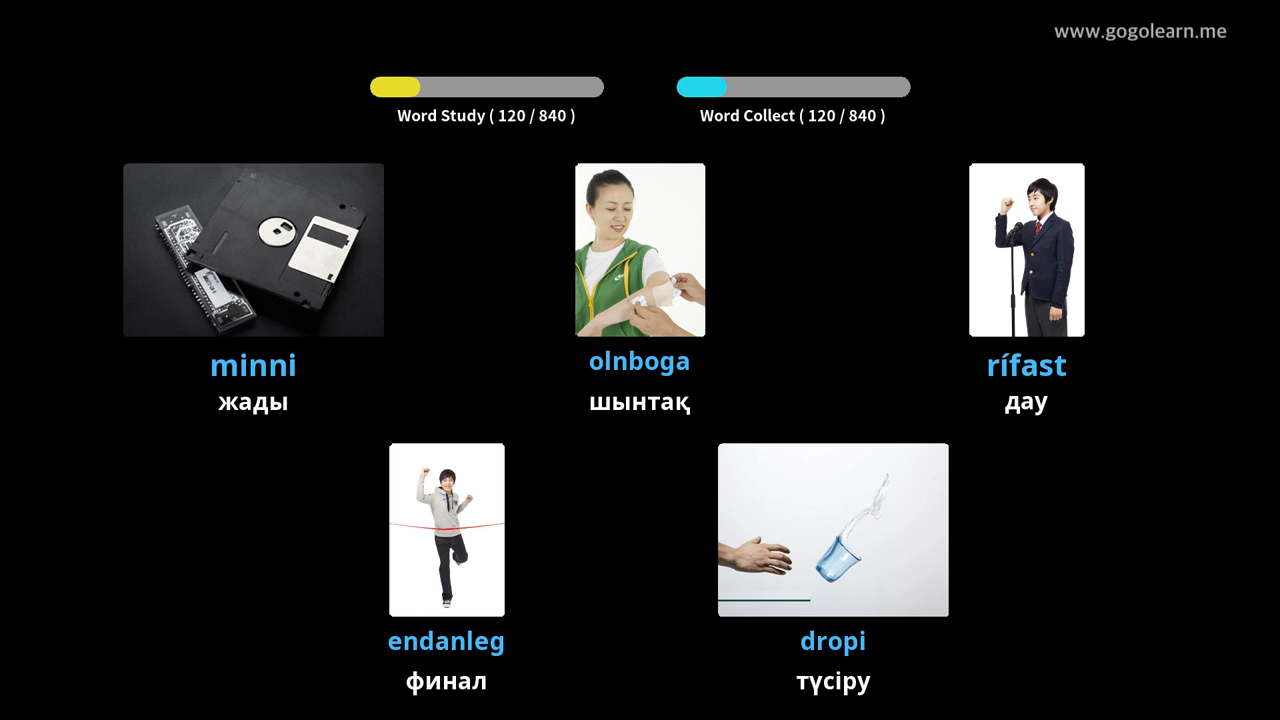 www.gogolearn.me
Word Study ( 120 / 840 )
Word Collect ( 120 / 840 )
minni
жады
olnboga
шынтақ
rífast
дау
endanleg
финал
dropi
түсіру